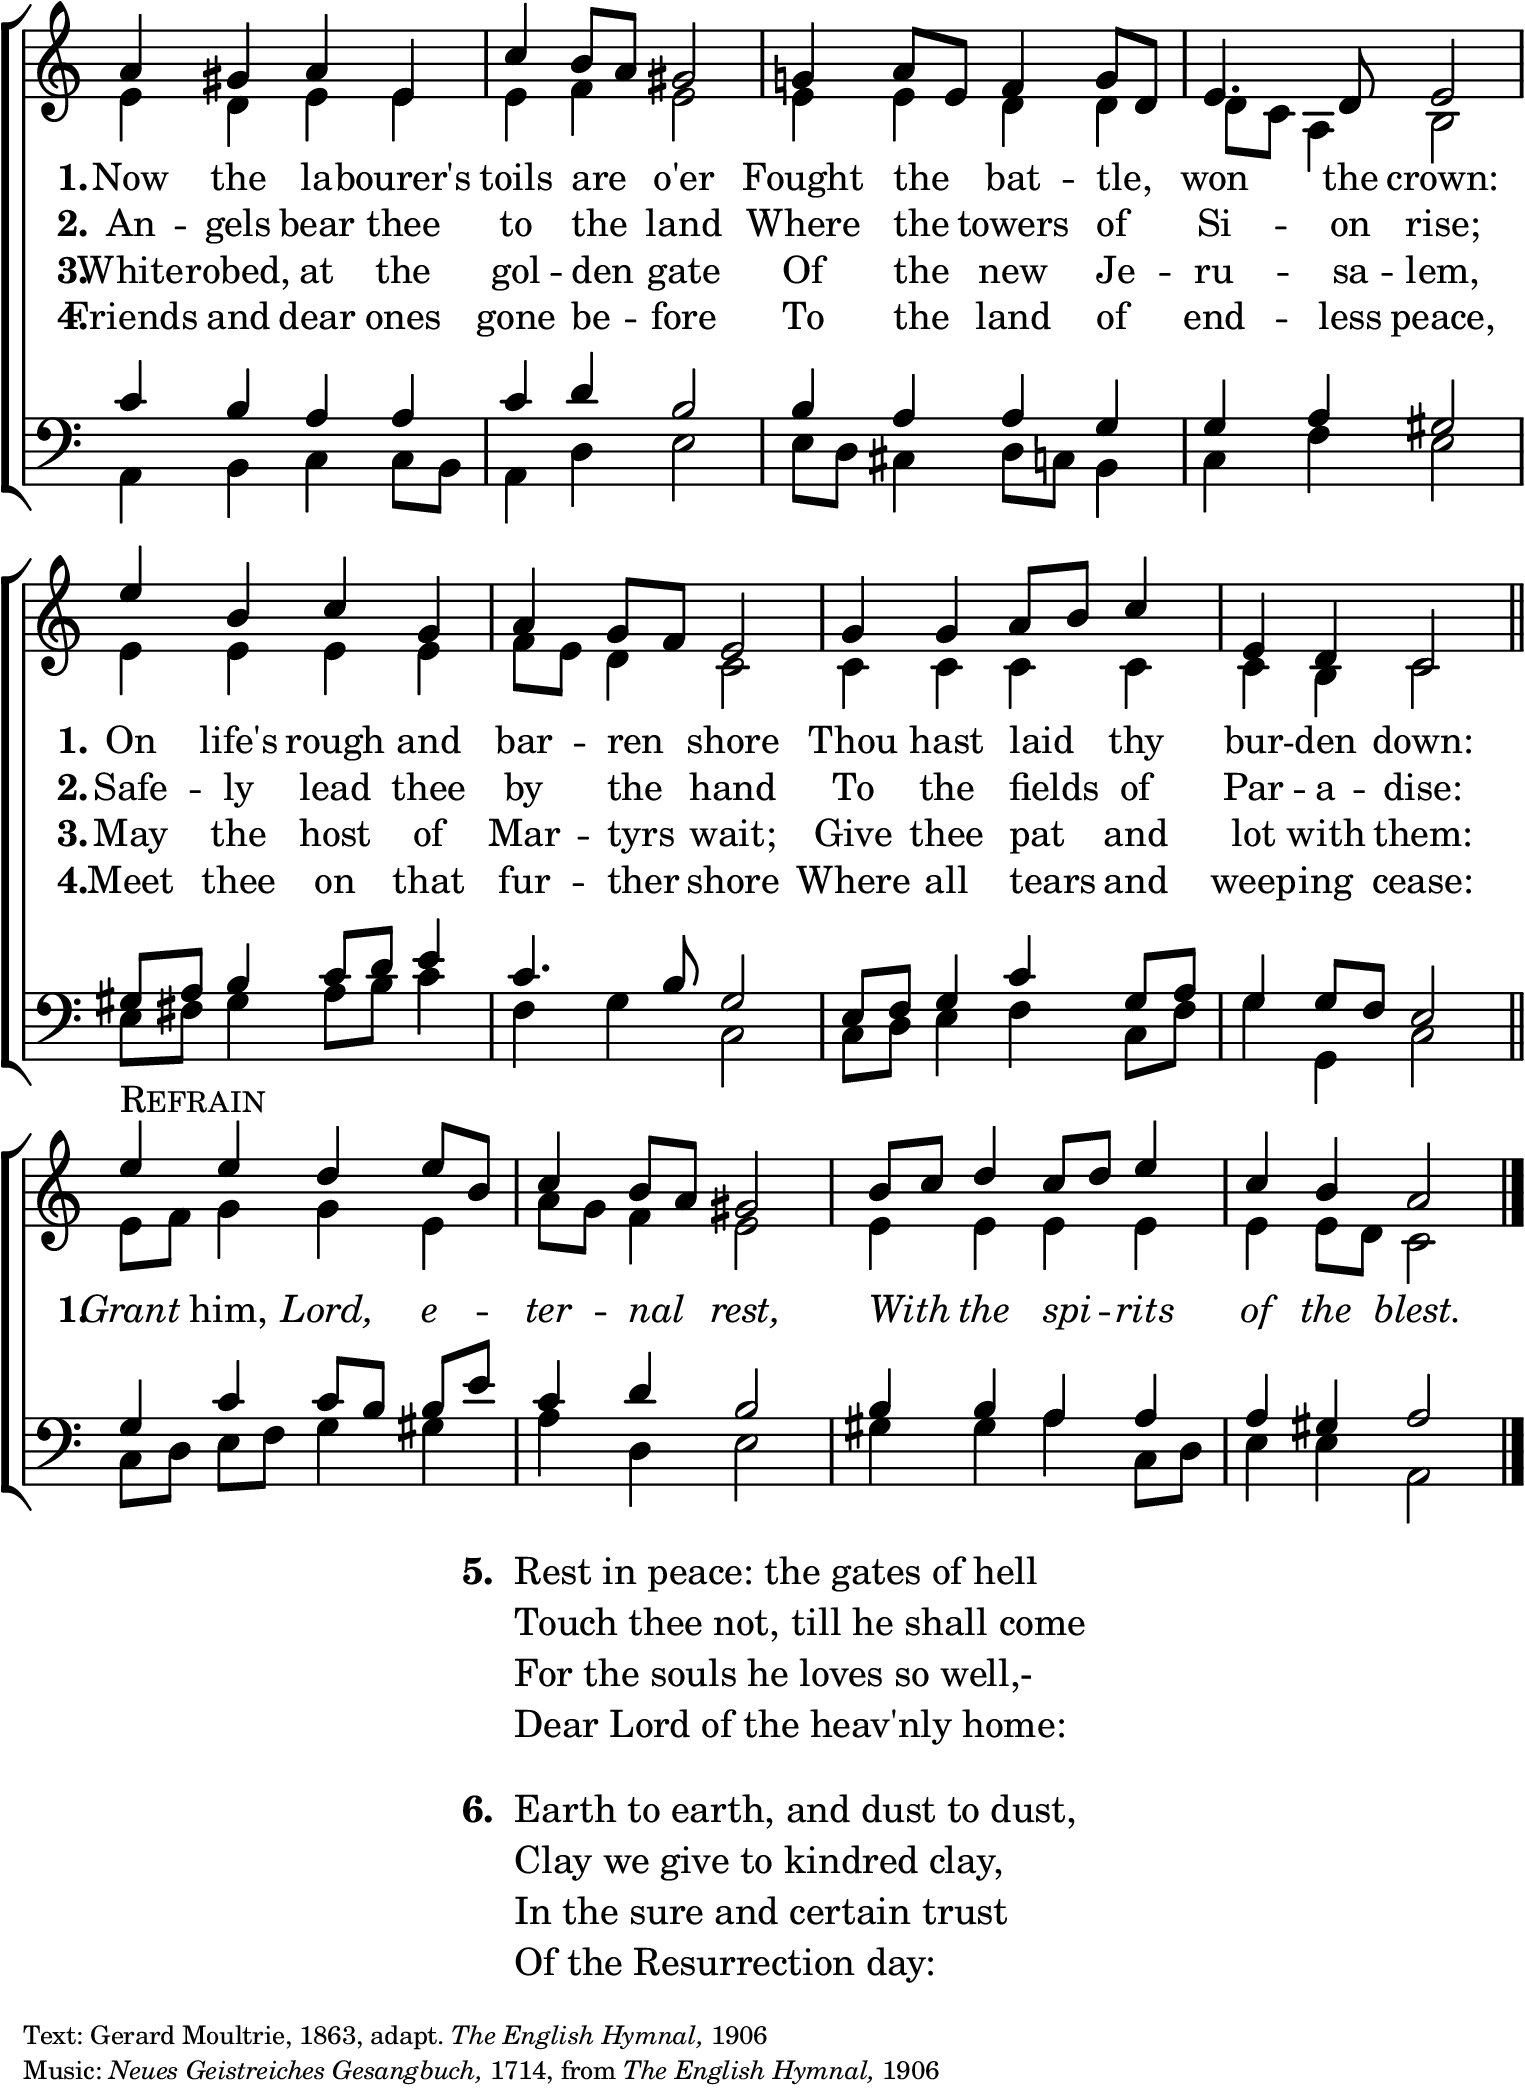 1. Now the labourer's toils are o'er Fought the bat -- tle, won the crown:
2. An -- gels bear thee to the land Where the towers of Si -- on rise;
3. White robed, at the gol -- den gate Of the new Je -- ru -- sa -- lem,
4. Friends and dear ones gone be -- fore To the land of end -- less peace,
1. On life's rough and bar -- ren shore Thou hast laid thy bur-den down:
2. Safe -- ly lead thee by the hand To the fields of Par -- a -- dise:
3. May the host of Mar -- tyrs wait; Give thee pat and lot with them:
4. Meet thee on that fur -- ther shore Where all tears and weeping cease:
REFRAIN
1. Grant him, Lord, e -- ter -- nal rest, With the spi -- rits of the blest.
5. Rest in peace: the gates of hell
Touch thee not, till he shall come
For the souls he loves so well,-
Dear Lord of the heav'nly home:
6. Earth to earth, and dust to dust,
Clay we give to kindred clay,
In the sure and certain trust
Of the Resurrection day:
Text: Gerard Moultrie, 1863, adapt. The English Hymnal, 1906
Music: Neues Geistreiches Gesangbuch, 1714, from The English Hymnal, 1906